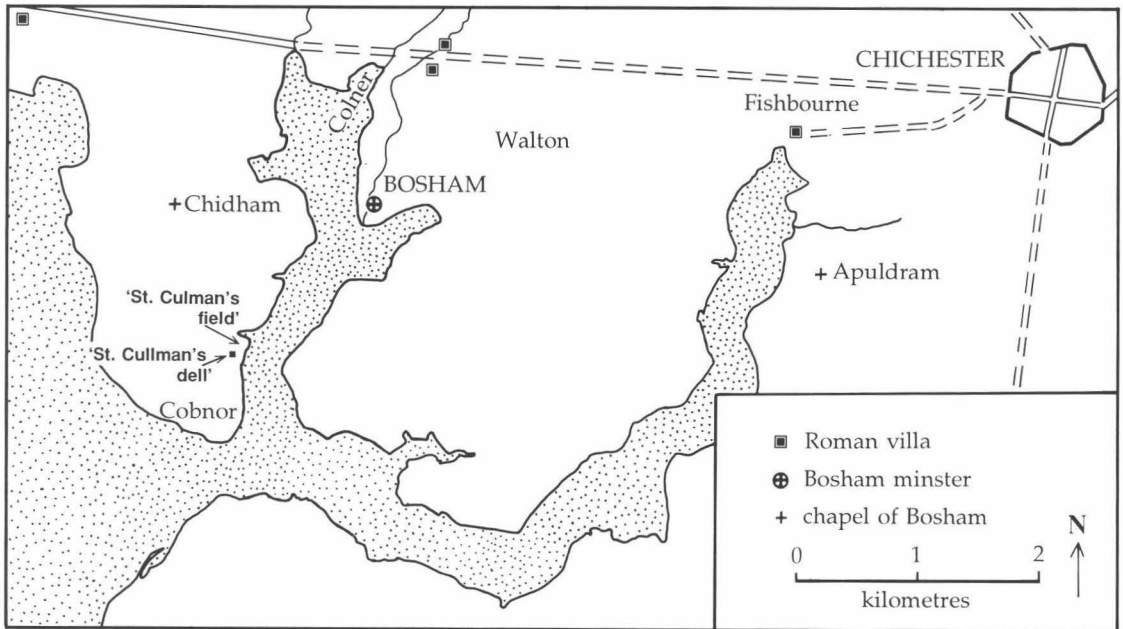 CHICHESTER
Fishbourne
Colner
Walton
BOSHAM
Chidham
Apuldram
‘St. Culman's
field’
‘St. Cullman's
dell’
Cobnor
Roman villa
Bosham minster
chapel of Bosham
N
0 1 2
kilometres